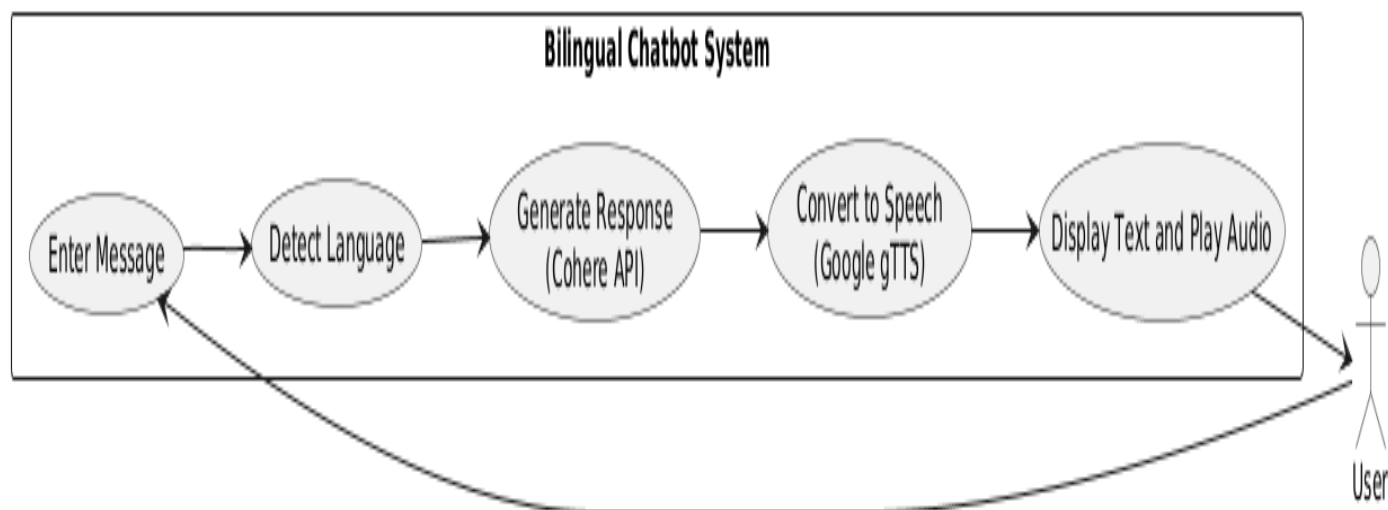 Bilingual Chatbot System
Enter Message
Detect Language
Generate Response
(Cohere API)
Convert to Speech
(Google gTTS)
Display Text and Play Audio
User